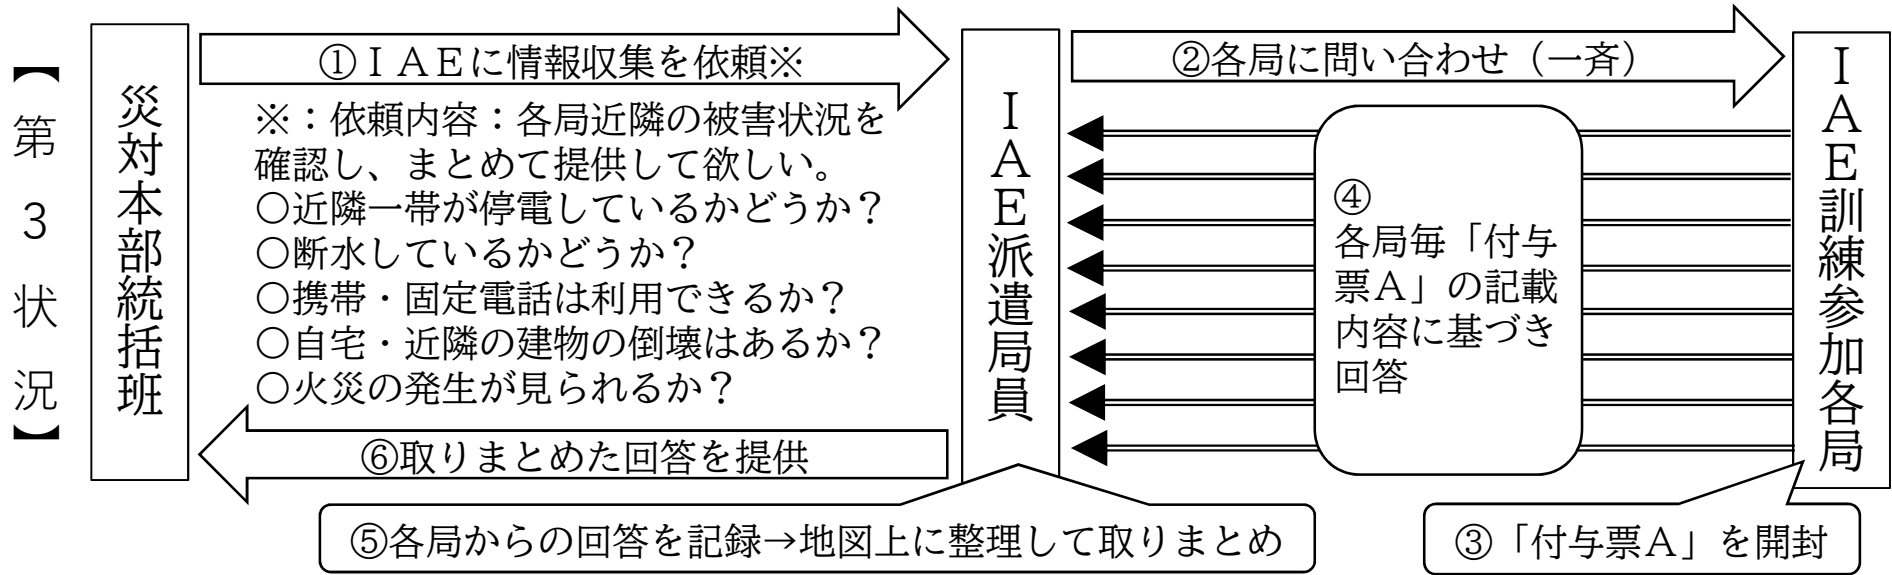 【第３状況】
災対本部統括班
①ＩＡＥに情報収集を依頼※
※：依頼内容：各局近隣の被害状況を
確認し、まとめて提供して欲しい。
○近隣一帯が停電しているかどうか？
○断水しているかどうか？
○携帯・固定電話は利用できるか？
○自宅・近隣の建物の倒壊はあるか？
○火災の発生が見られるか？
⑥取りまとめた回答を提供
ＩＡＥ派遣局員
②各局に問い合わせ（一斉）
④
各局毎「付与
票Ａ」の記載
内容に基づき
回答
ＩＡＥ訓練参加各局
⑤各局からの回答を記録→地図上に整理して取りまとめ
③「付与票Ａ」を開封